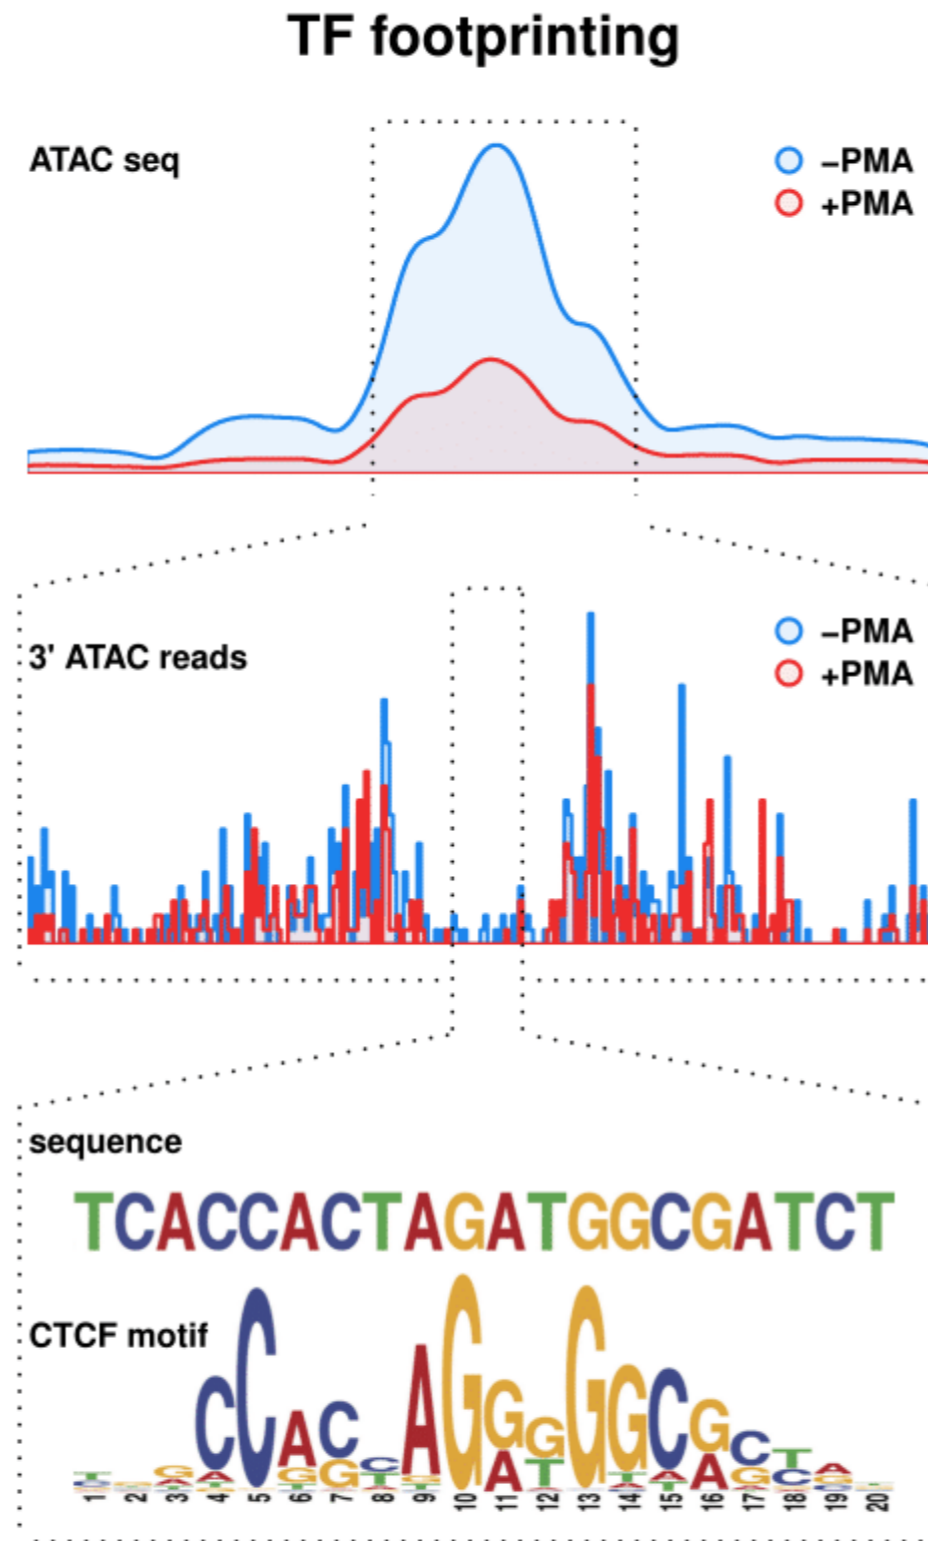 TF footprinting
ATAC seq
–PMA
+PMA
3' ATAC reads
–PMA
+PMA
sequence
TCACCACTAGATGGCGATCT
CTCF motif
1 2 3 4 5 6 7 8 9 10 11 12 13 14 15 16 17 18 19 20